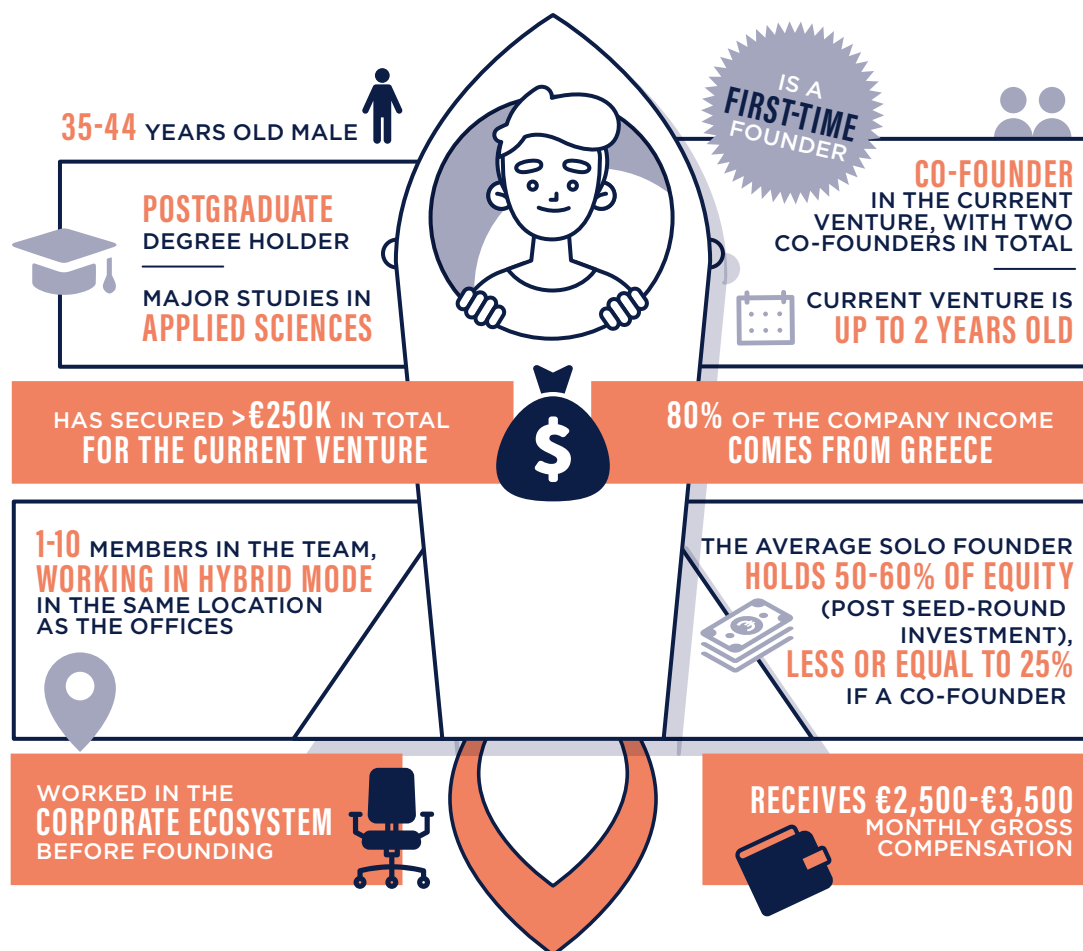 35-44 YEARS OLD MALE
POSTGRADUATE
DEGREE HOLDER
MAJOR STUDIES IN
APPLIED SCIENCES
IS A
FIRST-TIME
FOUNDER
CO-FOUNDER
IN THE CURRENT
VENTURE, WITH TWO
CO-FOUNDERS IN TOTAL
CURRENT VENTURE IS
UP TO 2 YEARS OLD
HAS SECURED >€250K IN TOTAL
FOR THE CURRENT VENTURE
$
80% OF THE COMPANY INCOME
COMES FROM GREECE
1-10 MEMBERS IN THE TEAM,
WORKING IN HYBRID MODE
IN THE SAME LOCATION
AS THE OFFICES
THE AVERAGE SOLO FOUNDER
HOLDS 50-60% OF EQUITY
(POST SEED-ROUND
INVESTMENT),
LESS OR EQUAL TO 25%
IF A CO-FOUNDER
€
WORKED IN THE
CORPORATE ECOSYSTEM
BEFORE FOUNDING
RECEIVES €2,500-€3,500
MONTHLY GROSS
COMPENSATION